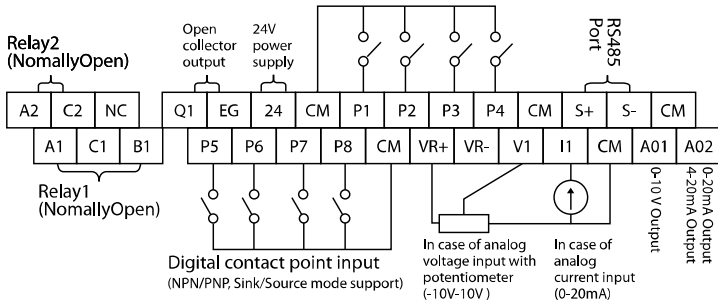 Relay2
(NomallyOpen)
Open
collector
output
24V
power
supply
RS485
Port
A2 C2 NC
Q1 EG 24 CM P1 P2 P3 P4 CM S+ S- CM
A1 C1 B1
P5 P6 P7 P8 CM VR+ VR- V1 I1 CM A01 A02
Relay1
(NomallyOpen)
Digital contact point input
(NPN/PNP, Sink/Source mode support)
In case of analog
voltage input with
potentiometer
(-10V-10V )
In case of
analog
current input
(0-20mA)
0-10 V Output
0-20mA Output
4-20mA Output